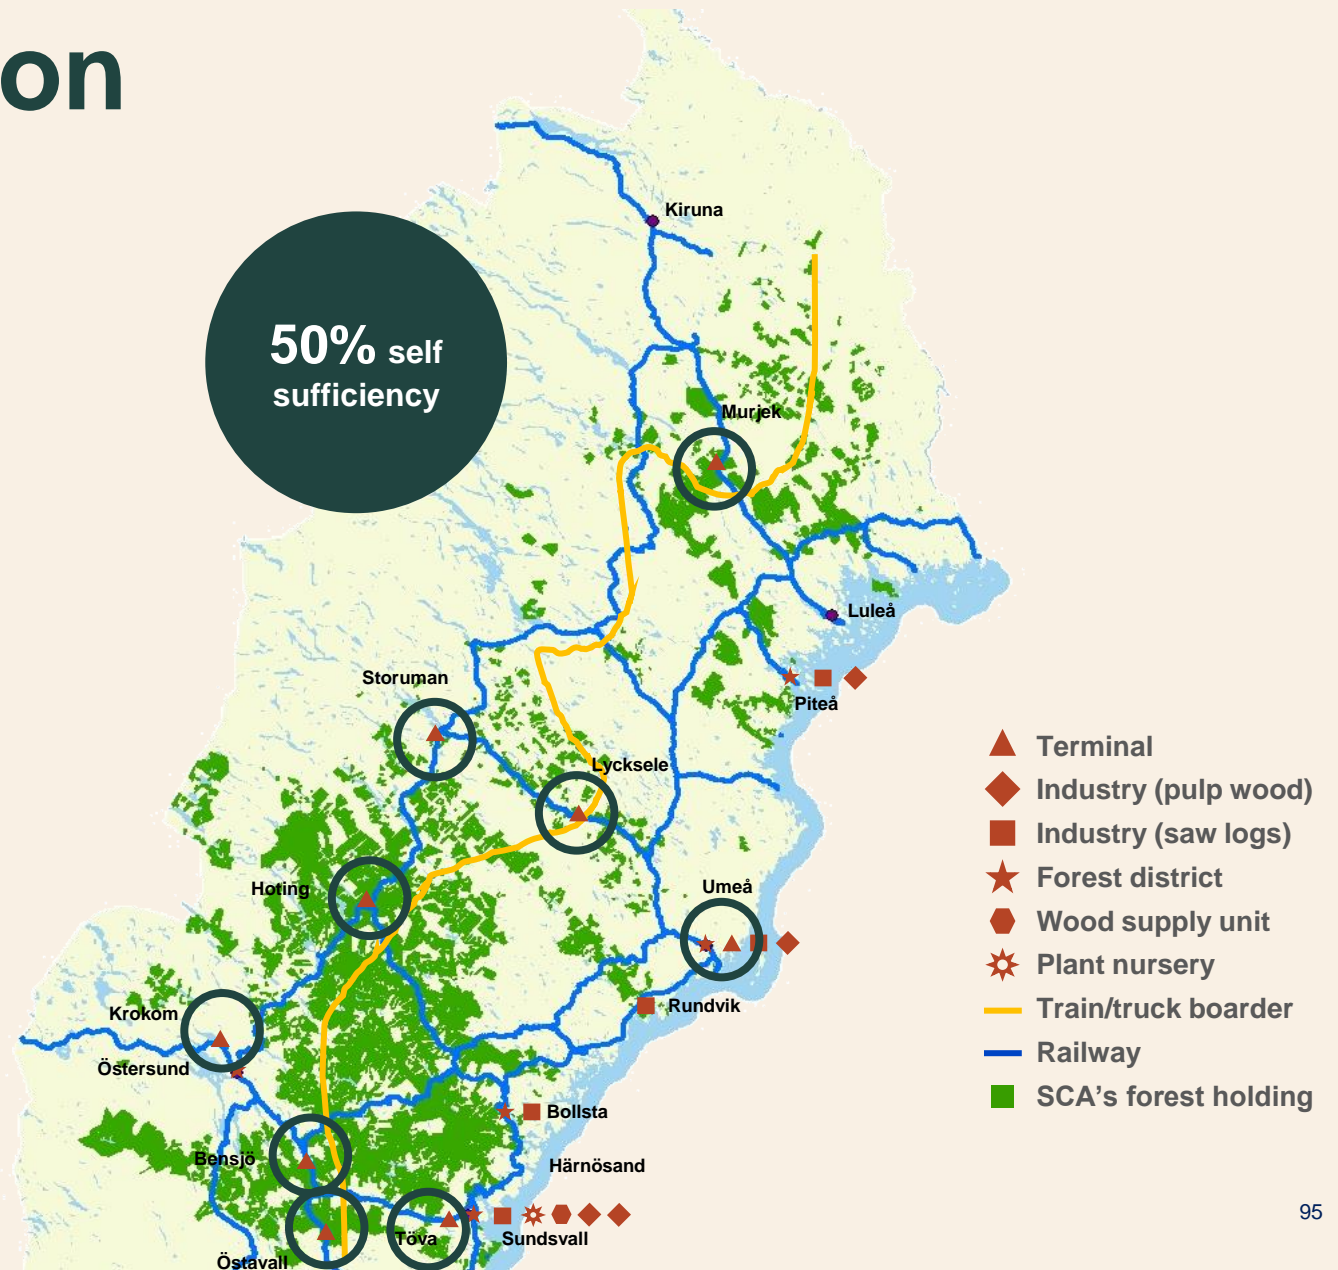 on
Kiruna
50% self
sufficiency
Murjek
Luleå
Storuman
Piteå
Lycksele
Terminal
Industry (pulp wood)
Industry (saw logs)
Forest district
Wood supply unit
Plant nursery
Train/truck boarder
Railway
SCA's forest holding
Hoting
Umeå
Rundvik
Krokom
Östersund
Bollsta
Bensjö
Härnösand
Töva
Sundsvall
Östavall
95